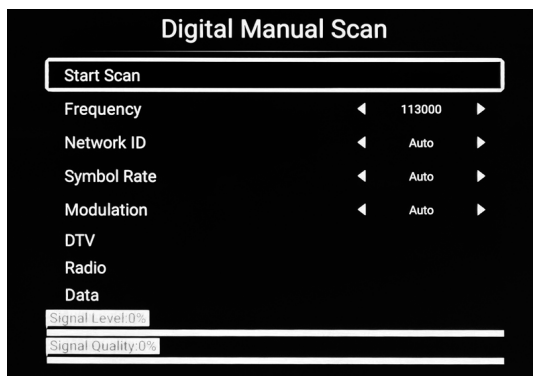 Digital Manual Scan
Start Scan
Frequency 113000
Network ID Auto
Symbol Rate Auto
Modulation Auto
DTV
Radio
Data
Signal Level:0%
Signal Quality:0%